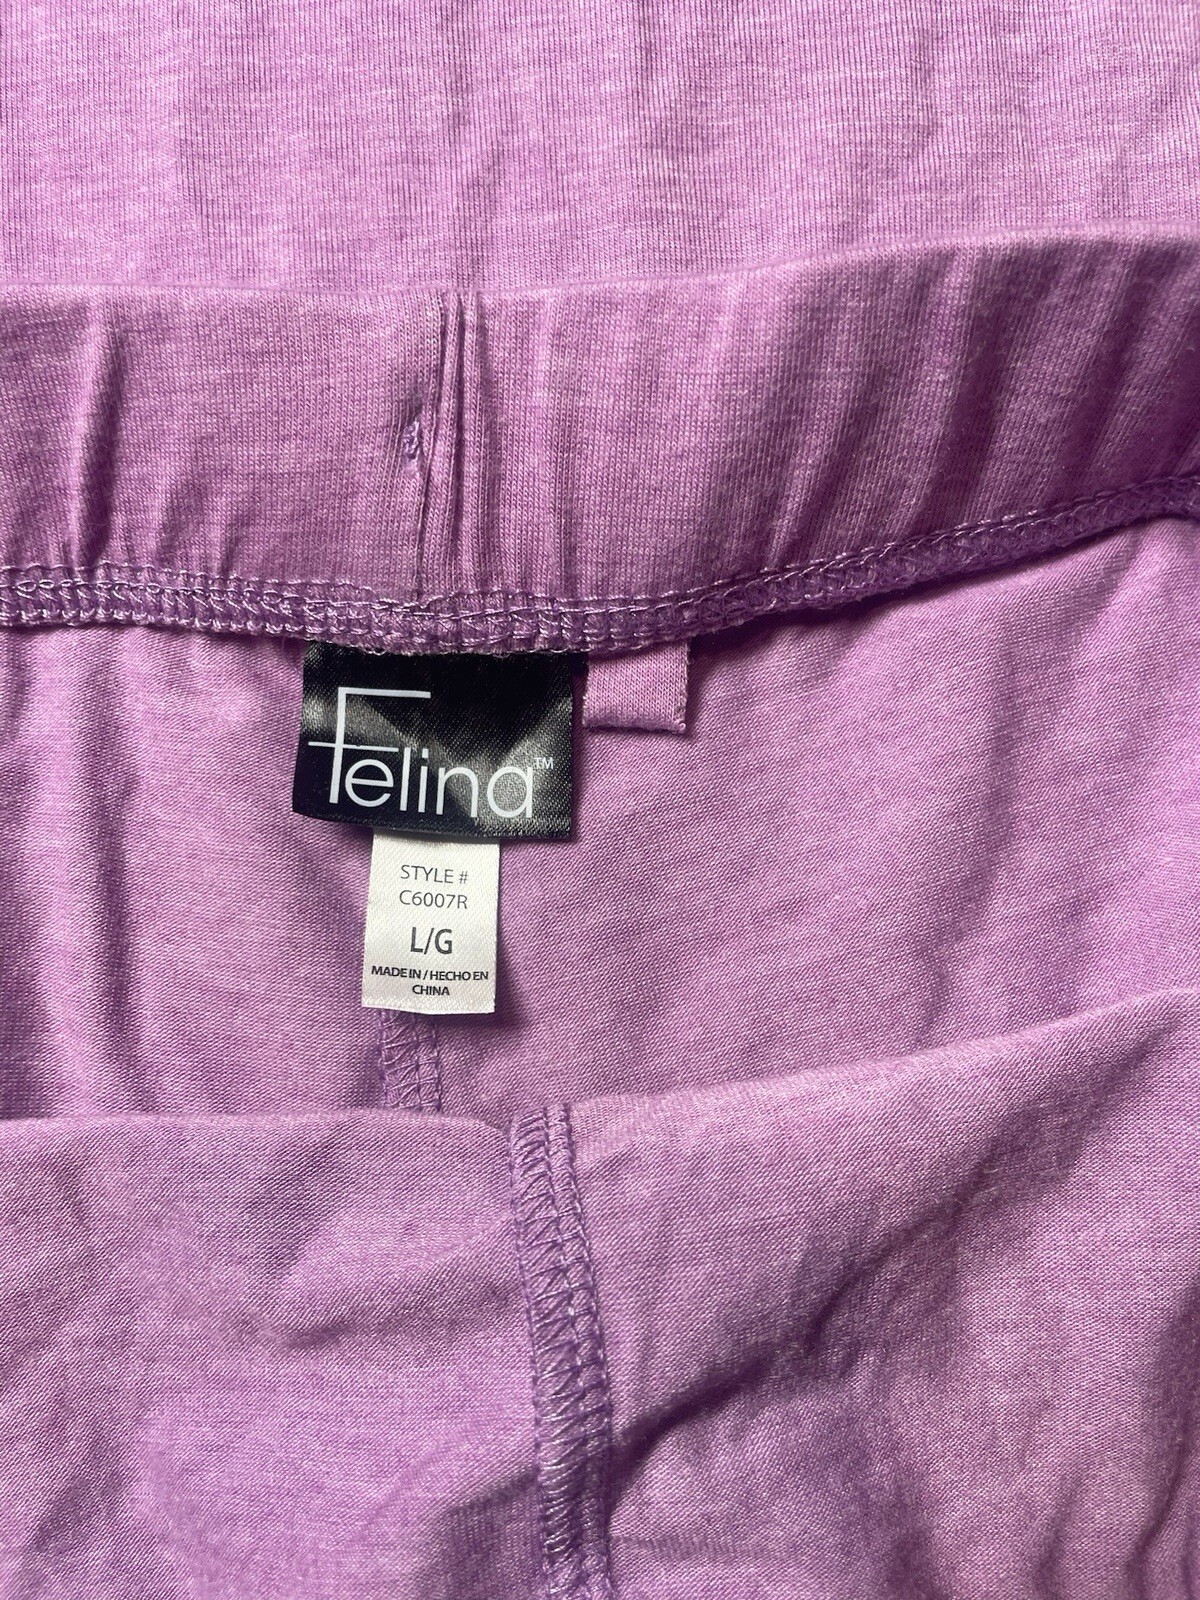 Felina™
STYLE #
C6007R
L/G
MADE IN / HECHO EN
CHINA